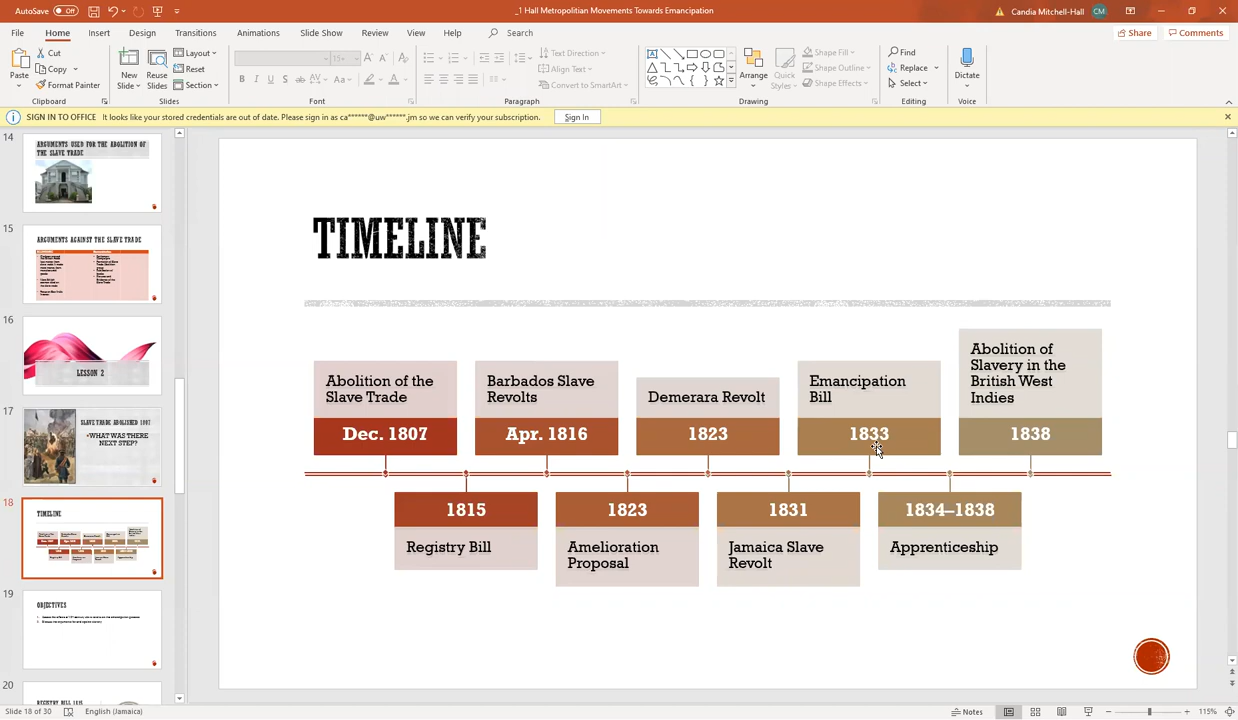 AutoSave Off
_1 Hall Metropolitan Movements Towards Emancipation
Candia Mitchell-Hall CM
File Home Insert Design Transitions Animations Slide Show Review View Help Search
Share Comments
Paste
Cut
Copy
Format Painter
Clipboard
New Slide
Reuse Slides
Layout
Reset
Section
Slides
15+
B I U S ab AV Aa A
Font
Text Direction
Align Text
Convert to SmartArt
Paragraph
Arrange
Quick Styles
Shape Fill
Shape Outline
Shape Effects
Drawing
Find
Replace
Select
Editing
Dictate
Voice
SIGN IN TO OFFICE It looks like your stored credentials are out of date. Please sign in as ca******@uw******.jm so we can verify your subscription. Sign In
14
ARGUMENTS USED FOR THE ABOLITION OF
THE SLAVE TRADE
15
ARGUMENTS AGAINST THE SLAVE TRADE
16
LESSON 2
17
SLAVE TRADE ABOLISHED 1807
WHAT WAS THERE
NEXT STEP?
18
TIMELINE
19
OBJECTIVES
20
REGISTRY BILL 1815
TIMELINE
Abolition of the
Slave Trade
Dec. 1807
1815
Registry Bill
Barbados Slave
Revolts
Apr. 1816
1823
Amelioration
Proposal
Demerara Revolt
1823
1831
Jamaica Slave
Revolt
Emancipation
Bill
1833
1834–1838
Apprenticeship
Abolition of
Slavery in the
British West
Indies
1838
Slide 18 of 30 English (Jamaica)
Notes
115%